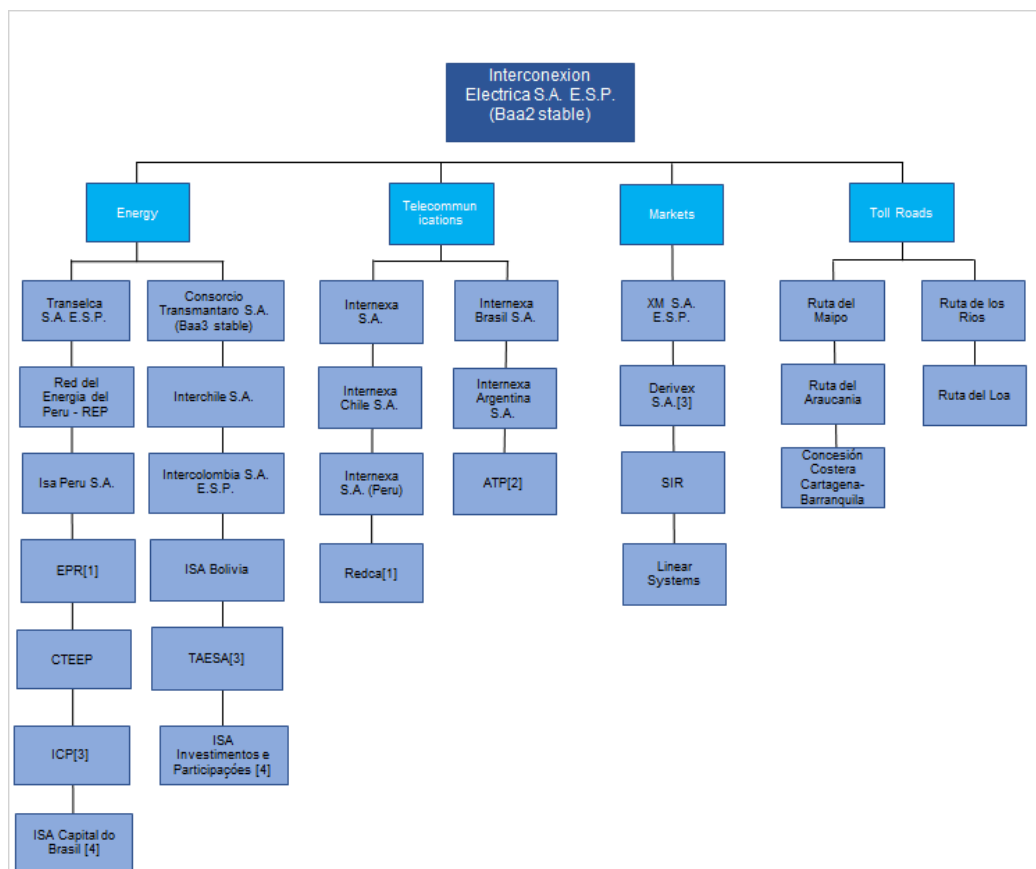 Interconexion
Electrica S.A. E.S.P.
(Baa2 stable)
Energy
Telecommun
ications
Markets
Toll Roads
Transelca
S.A. E.S.P.
Consorcio
Transmantaro S.A.
(Baa3 stable)
Internexa
S.A.
Internexa
Brasil S.A.
XM S.A.
E.S.P.
Ruta del
Maipo
Ruta de los
Rios
Red del
Energia del
Peru - REP
Interchile S.A.
Internexa
Chile S.A.
Internexa
Argentina
S.A.
Derivex
S.A.[3]
Ruta del
Araucania
Ruta del Loa
Isa Peru S.A.
Intercolombia S.A.
E.S.P.
Internexa
S.A. (Peru)
ATP[2]
SIR
Concesión
Costera
Cartagena-
Barranquila
EPR[1]
ISA Bolivia
Redca[1]
Linear
Systems
CTEEP
TAESA[3]
ICP[3]
ISA
Investimentos e
Participações [4]
ISA Capital do
Brasil [4]